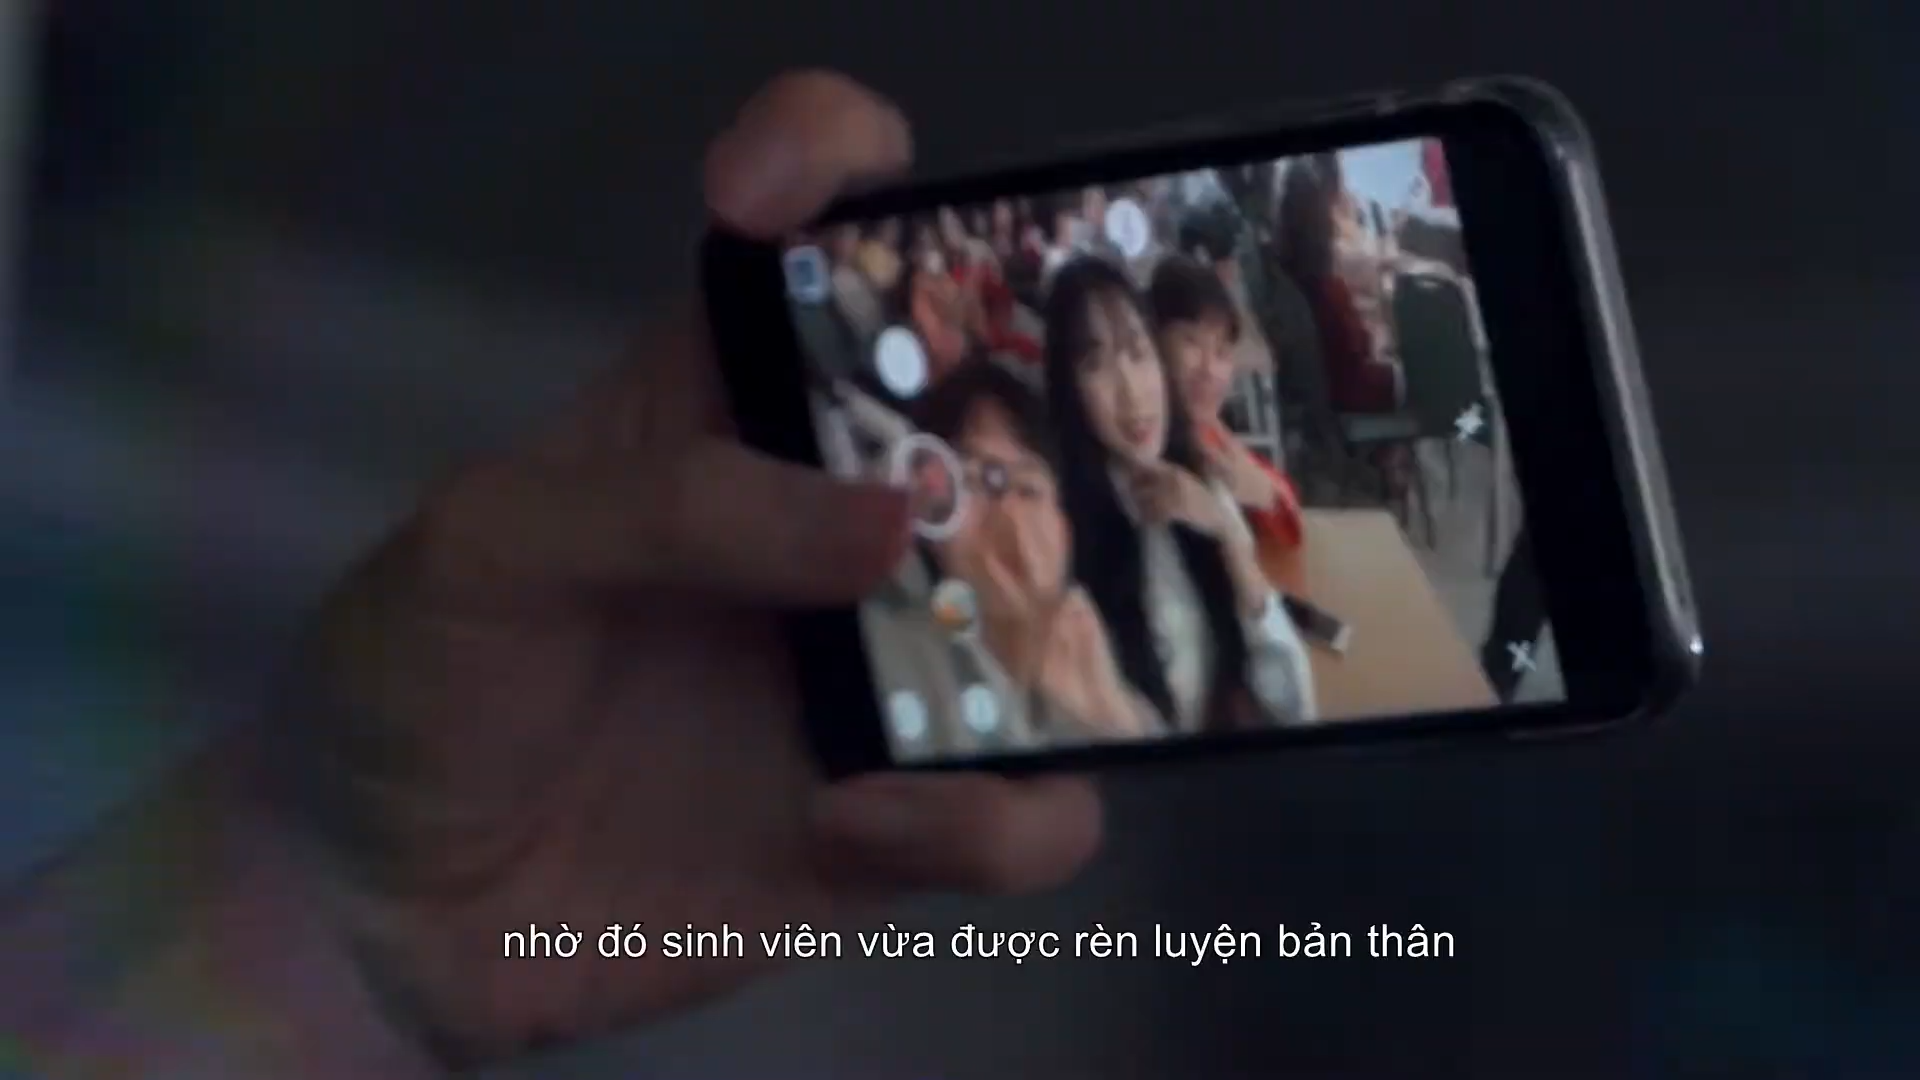 nhờ đó sinh viên vừa được rèn luyện bản thân